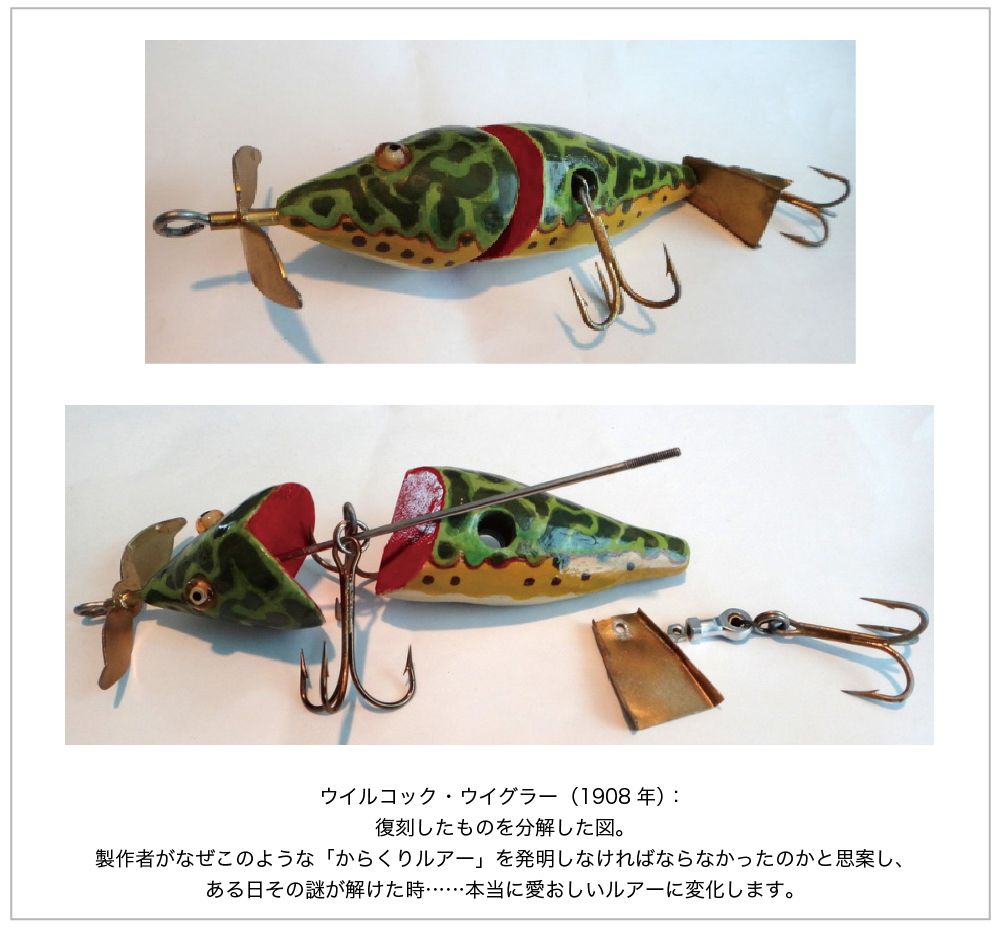 ウイルコック・ウイグラー（1908 年）：
復刻したものを分解した図。
製作者がなぜこのような「からくりルアー」を発明しなければならなかったのかと思案し、
ある日その謎が解けた時……本当に愛おしいルアーに変化します。